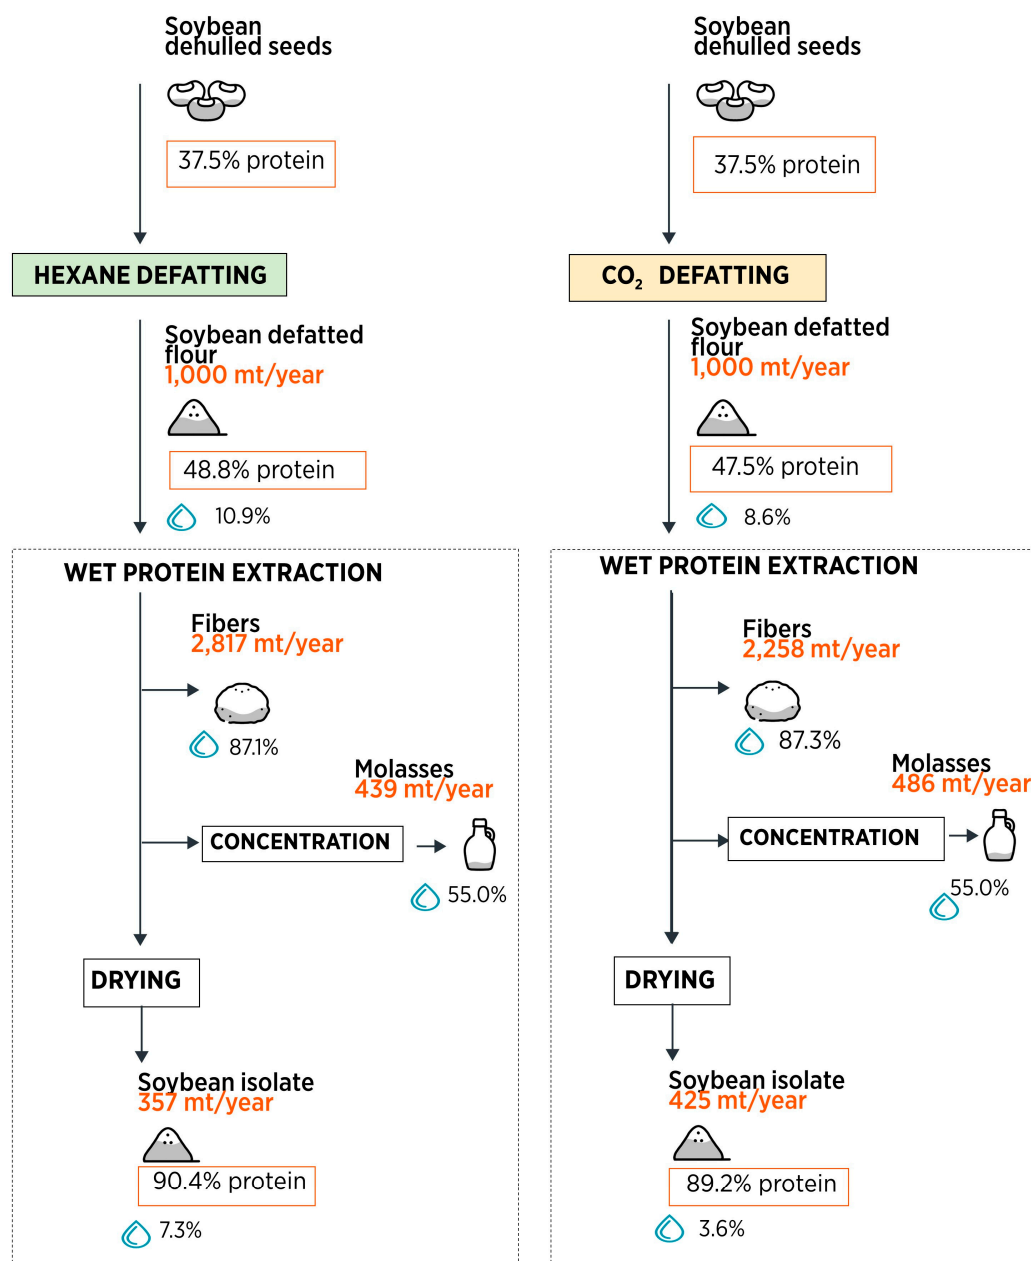 Soybean
dehulled seeds
37.5% protein
HEXANE DEFATTING
Soybean defatted
flour
1,000 mt/year
48.8% protein
10.9%
WET PROTEIN EXTRACTION
Fibers
2,817 mt/year
87.1%
Molasses
439 mt/year
CONCENTRATION
55.0%
DRYING
Soybean isolate
357 mt/year
90.4% protein
7.3%
Soybean
dehulled seeds
37.5% protein
CO₂ DEFATTING
Soybean defatted
flour
1,000 mt/year
47.5% protein
8.6%
WET PROTEIN EXTRACTION
Fibers
2,258 mt/year
87.3%
Molasses
486 mt/year
CONCENTRATION
55.0%
DRYING
Soybean isolate
425 mt/year
89.2% protein
3.6%